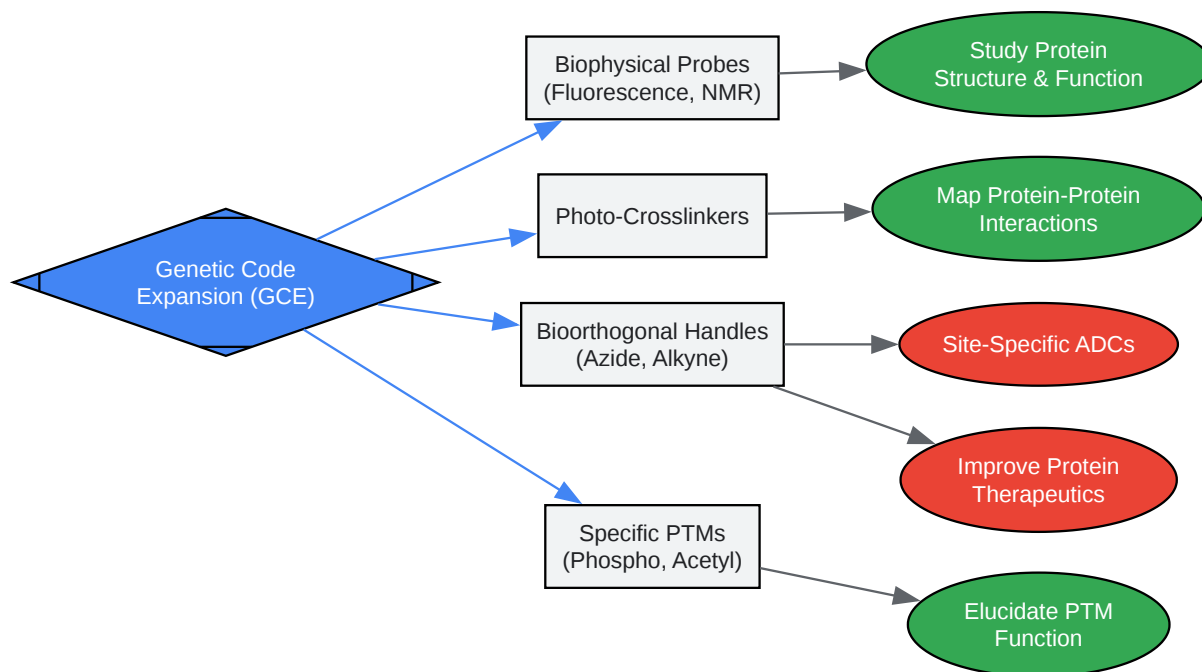 Genetic Code
Expansion (GCE)
Biophysical Probes
(Fluorescence, NMR)
Study Protein
Structure & Function
Photo-Crosslinkers
Map Protein-Protein
Interactions
Bioorthogonal Handles
(Azide, Alkyne)
Site-Specific ADCs
Improve Protein
Therapeutics
Specific PTMs
(Phospho, Acetyl)
Elucidate PTM
Function